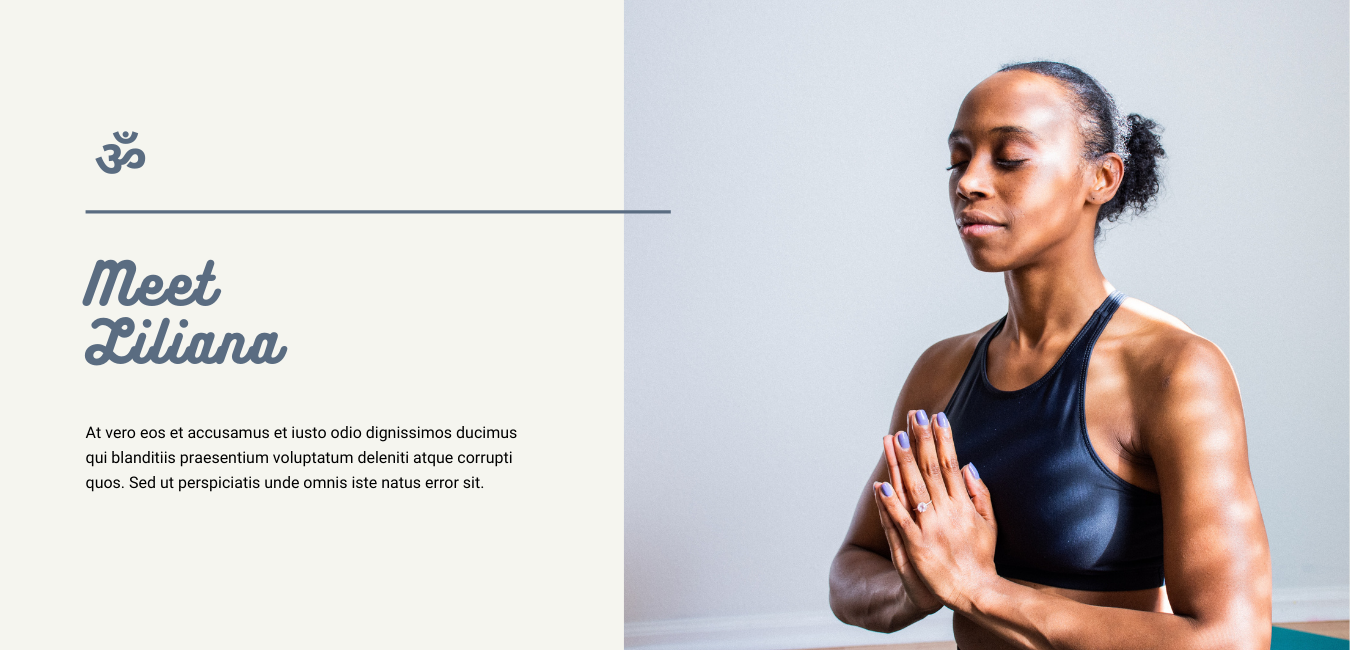 ॐ
Meet
Liliana
At vero eos et accusamus et iusto odio dignissimos ducimus
qui blanditiis praesentium voluptatum deleniti atque corrupti
quos. Sed ut perspiciatis unde omnis iste natus error sit.